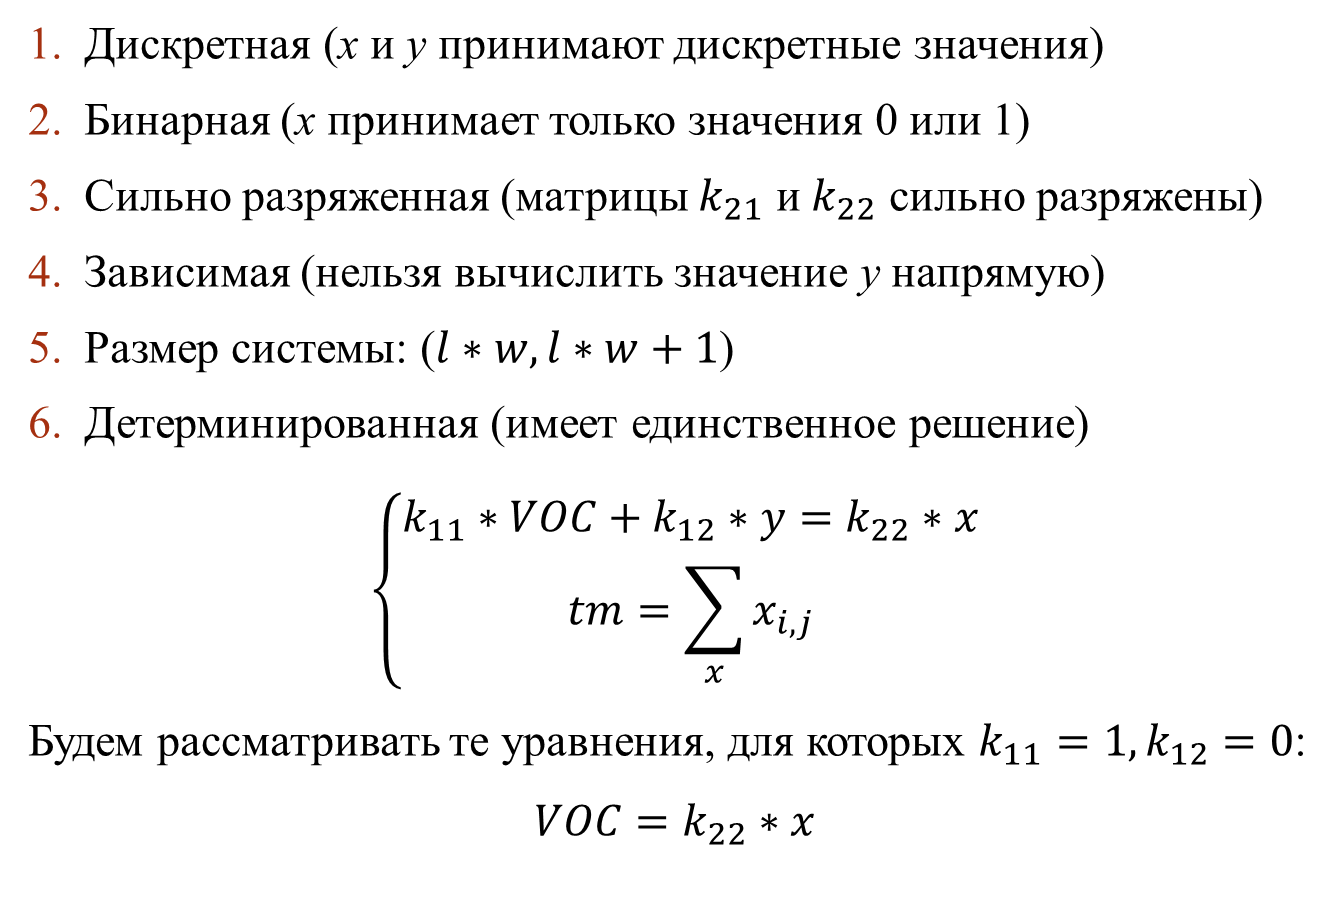 1. Дискретная (x и y принимают дискретные значения)
2. Бинарная (x принимает только значения 0 или 1)
3. Сильно разряженная (матрицы k₂₁ и k₂₂ сильно разряжены)
4. Зависимая (нельзя вычислить значение y напрямую)
5. Размер системы: (l ∗ w, l ∗ w + 1)
6. Детерминированная (имеет единственное решение)
{k₁₁ ∗ VOC + k₁₂ ∗ y = k₂₂ ∗ x
tm = ∑ xᵢ,ⱼ
x
Будем рассматривать те уравнения, для которых k₁₁ = 1, k₁₂ = 0:
VOC = k₂₂ ∗ x